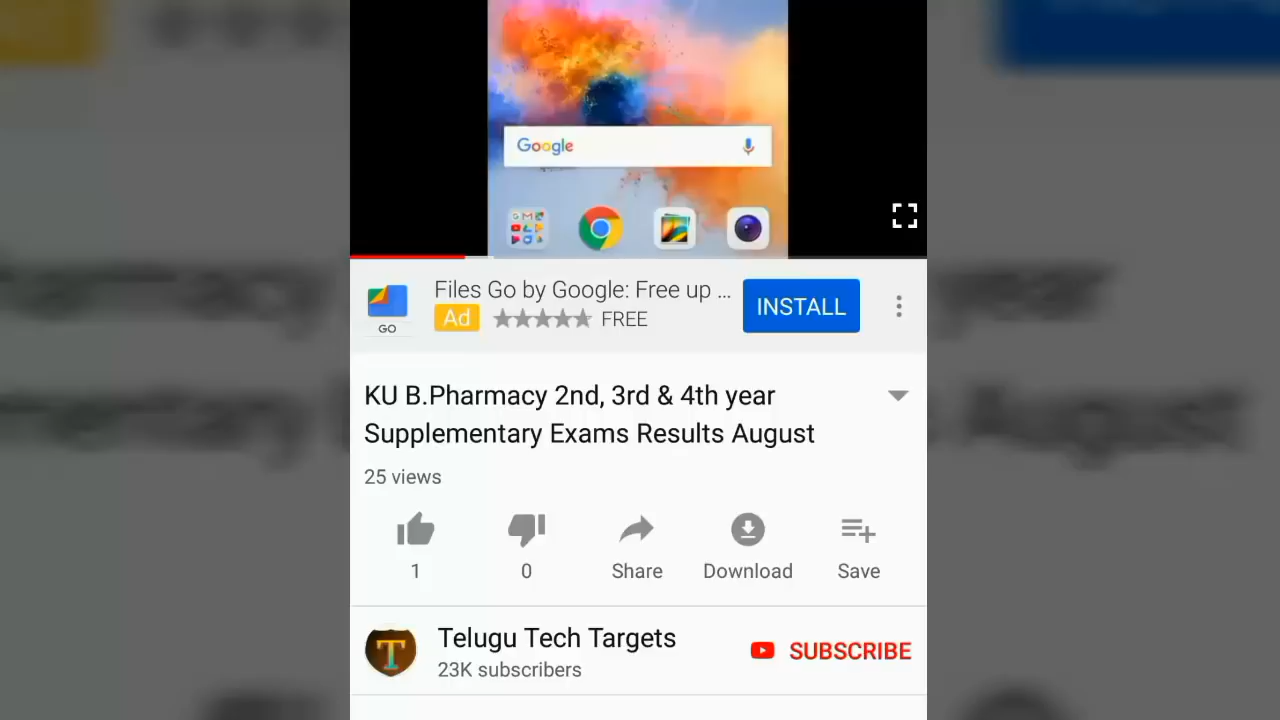 Google
GO
Files Go by Google: Free up ...
Ad
FREE
INSTALL
KU B.Pharmacy 2nd, 3rd & 4th year
Supplementary Exams Results August
25 views
1
0
Share
Download
Save
T
Telugu Tech Targets
23K subscribers
SUBSCRIBE